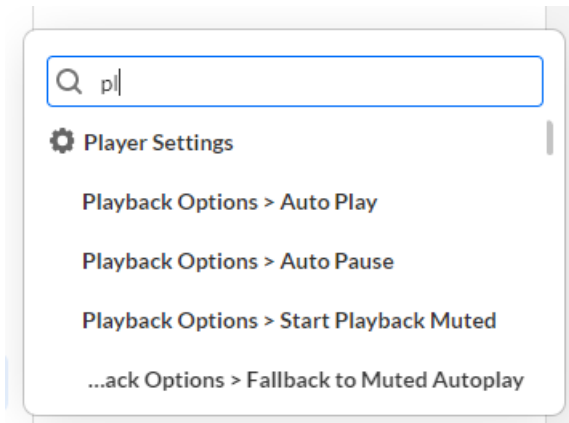 pl
Player Settings
Playback Options > Auto Play
Playback Options > Auto Pause
Playback Options > Start Playback Muted
...ack Options > Fallback to Muted Autoplay